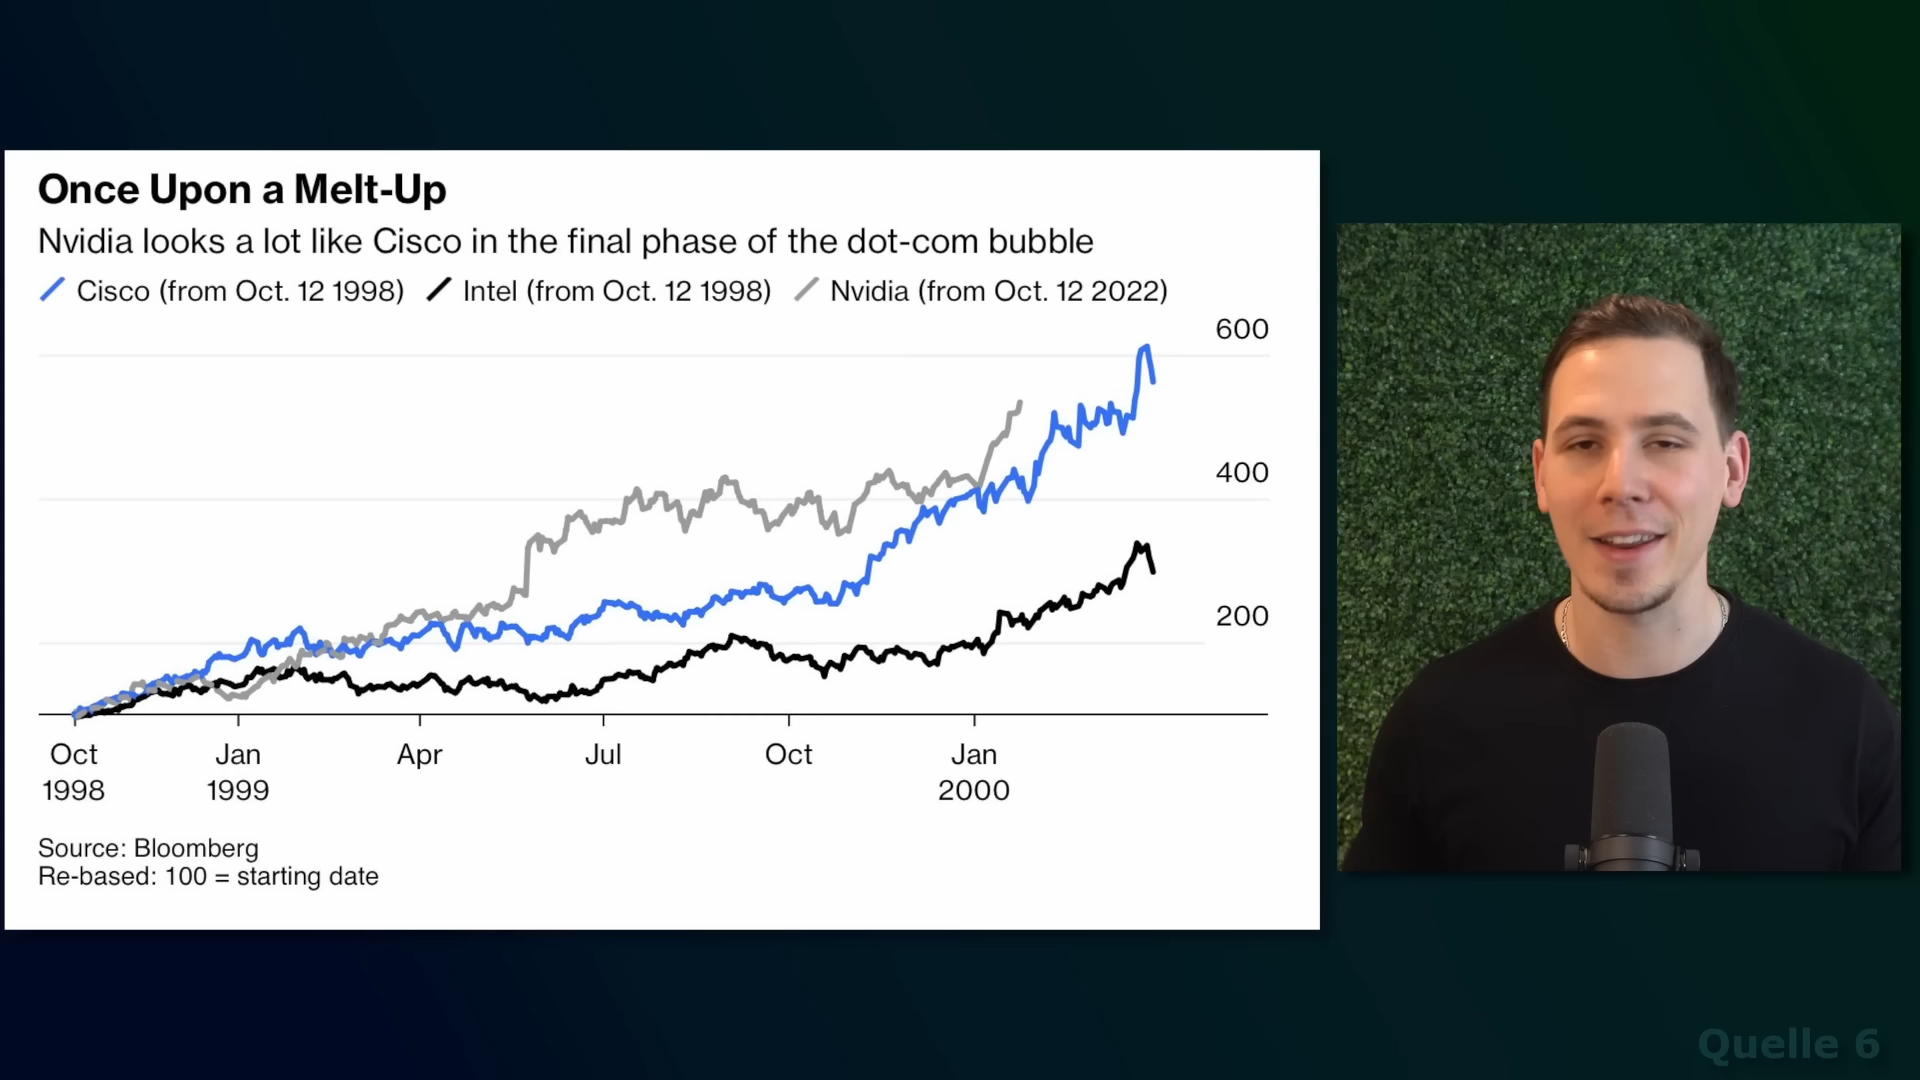 Once Upon a Melt-Up
Nvidia looks a lot like Cisco in the final phase of the dot-com bubble
Cisco (from Oct. 12 1998) Intel (from Oct. 12 1998) Nvidia (from Oct. 12 2022)
600
400
200
Oct Jan Apr Jul Oct Jan
1998 1999 2000
Source: Bloomberg
Re-based: 100 = starting date
Quelle 6